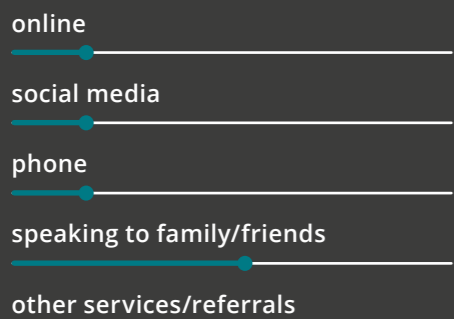 online
social media
phone
speaking to family/friends
other services/referrals